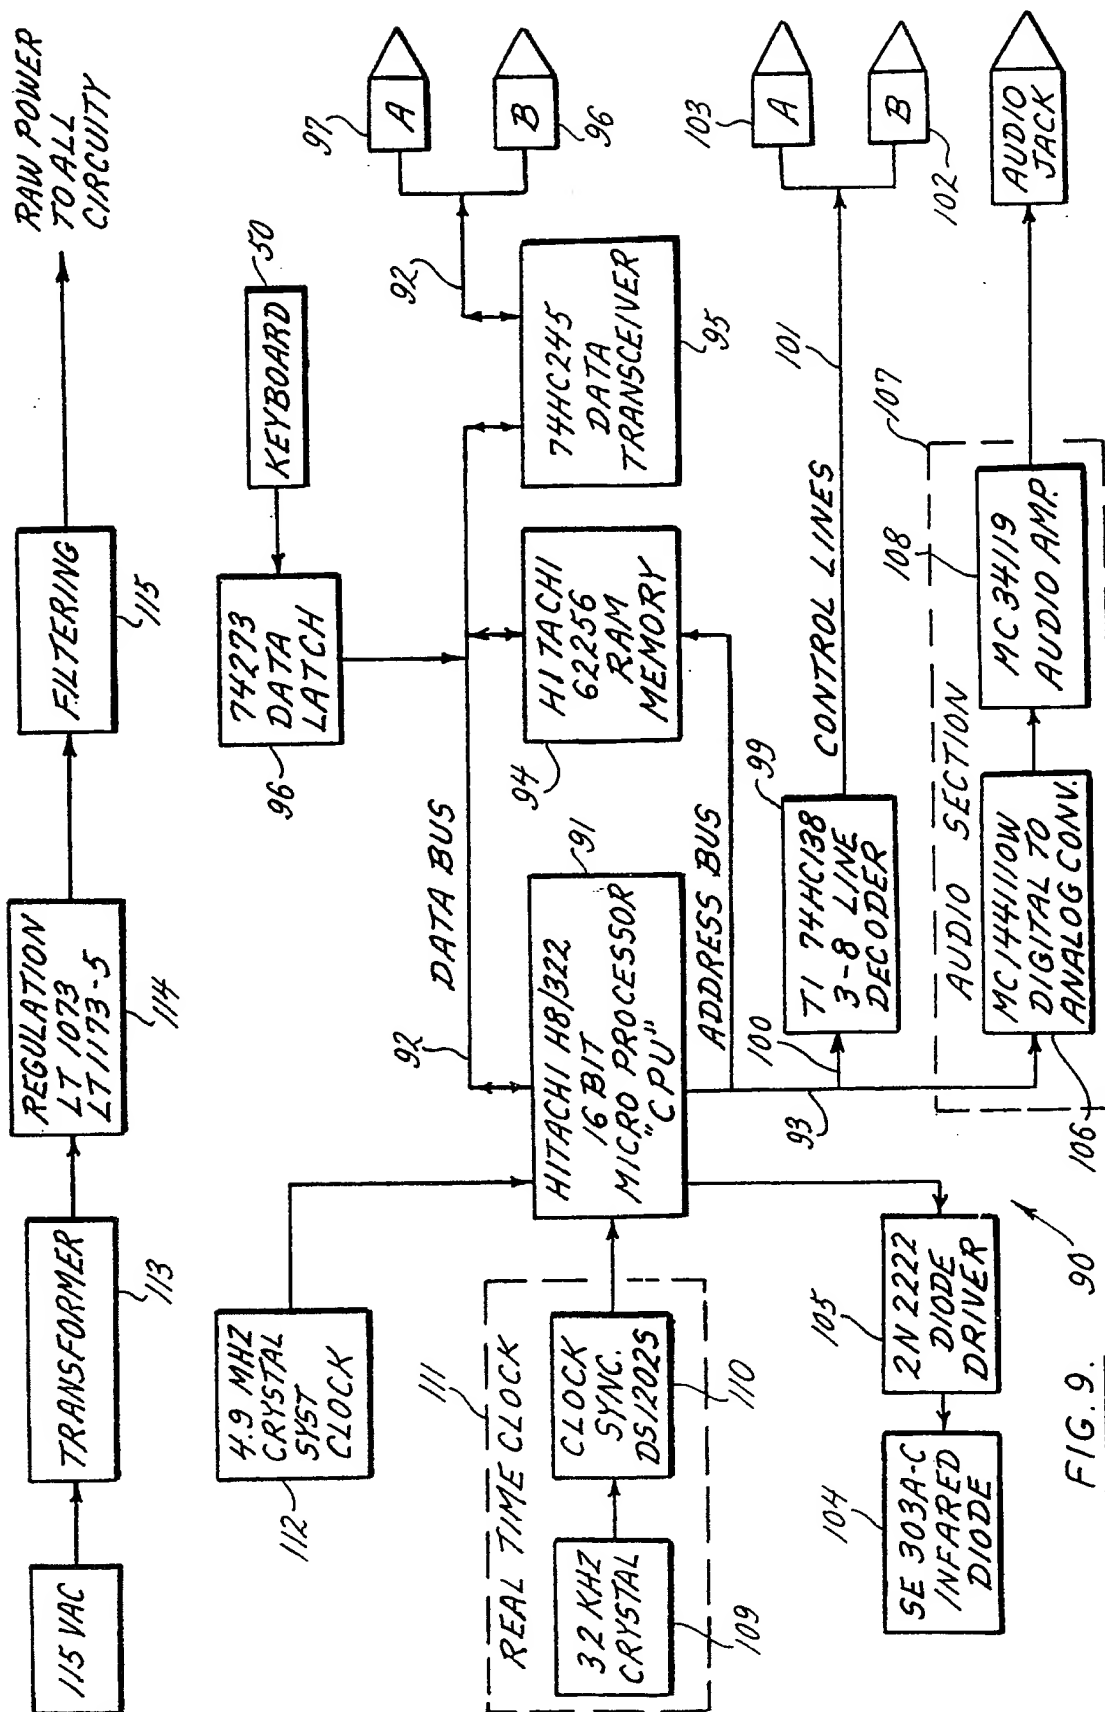 115 VAC
TRANSFORMER
113
REGULATION
LT 1073
LT 1173-5
114
FILTERING
115
RAW POWER
TO ALL
CIRCUITY
4.9 MHZ
CRYSTAL
SYST
CLOCK
112
74273
DATA
LATCH
96
KEYBOARD
50
REAL TIME CLOCK
111
32 KHZ
CRYSTAL
109
CLOCK
SYNC.
DS1202S
110
92
DATA BUS
HITACHI H8/322
16 BIT
MICRO PROCESSOR
"CPU"
91
HITACHI
62256
RAM
MEMORY
94
74HC245
DATA
TRANSCEIVER
95
92
97
A
B
96
ADDRESS BUS
100
93
TI 74HC138
3-8 LINE
DECODER
99
CONTROL LINES
101
103
A
B
102
SE 303A-C
INFARED
DIODE
104
2N 2222
DIODE
DRIVER
105
AUDIO SECTION
107
MC144110W
DIGITAL TO
ANALOG CONV.
106
MC 34119
AUDIO AMP.
108
AUDIO
JACK
90
FIG. 9.